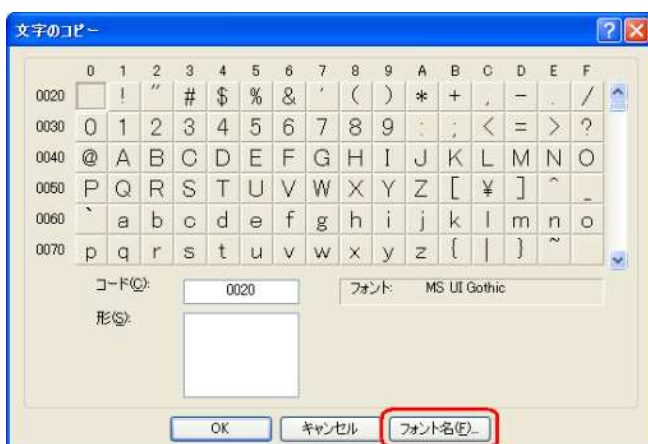 文字のコピー
0 1 2 3 4 5 6 7 8 9 A B C D E F
0020 ! " # $ % & ' ( ) * + , - . /
0030 0 1 2 3 4 5 6 7 8 9 : ; < = > ?
0040 @ A B C D E F G H I J K L M N O
0050 P Q R S T U V W X Y Z [ ¥ ] ^ _
0060 ` a b c d e f g h i j k l m n o
0070 p q r s t u v w x y z { | } ~
コード(C): 0020 フォント: MS UI Gothic
形(S):
OK キャンセル フォント名(F)...